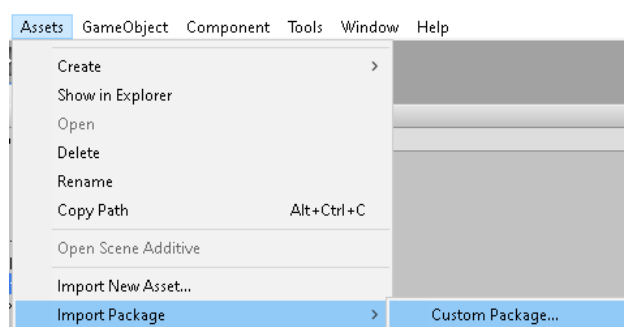 Assets GameObject Component Tools Window Help
Create
Show in Explorer
Open
Delete
Rename
Copy Path Alt+Ctrl+C
Open Scene Additive
Import New Asset...
Import Package Custom Package...